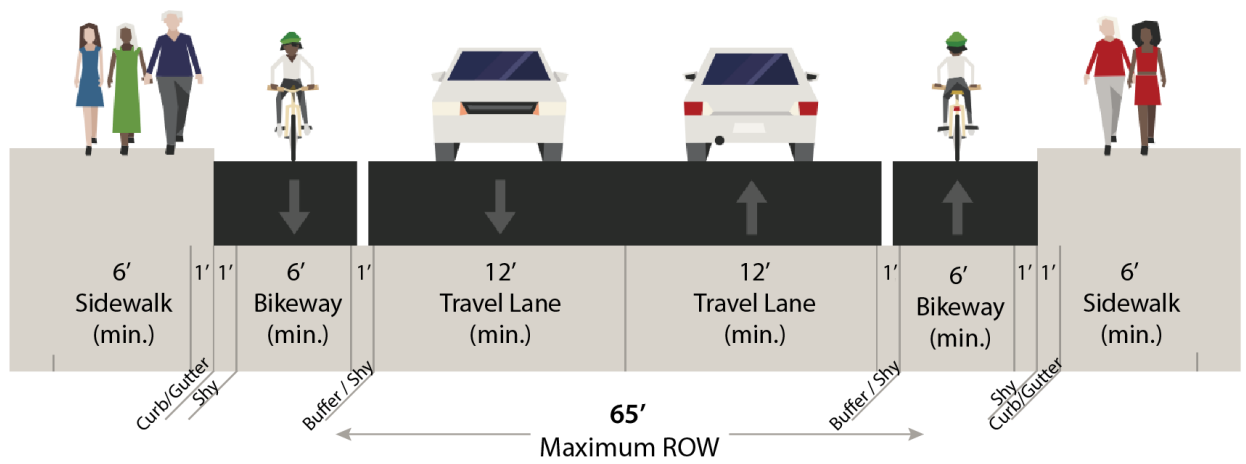 6’
Sidewalk
(min.)
1’
1’
6’
Bikeway
(min.)
1’
12’
Travel Lane
(min.)
12’
Travel Lane
(min.)
1’
6’
Bikeway
(min.)
1’
1’
6’
Sidewalk
(min.)
Curb/Gutter
Shy
Buffer / Shy
Buffer / Shy
Shy
Curb/Gutter
65’
Maximum ROW